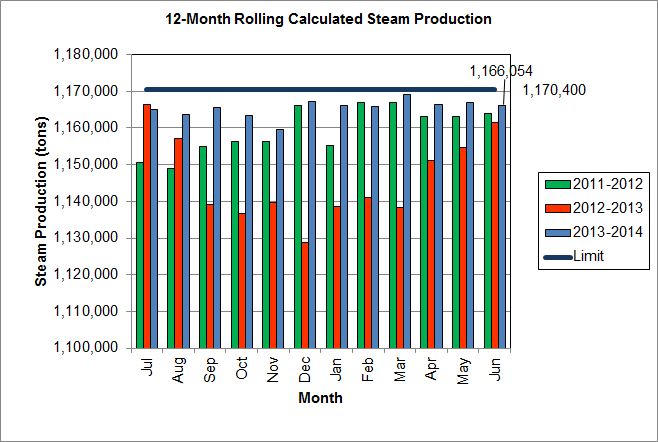 12-Month Rolling Calculated Steam Production
1,180,000
1,170,000
1,160,000
1,150,000
1,140,000
1,130,000
1,120,000
1,110,000
1,100,000
Steam Production (tons)
1,166,054
1,170,400
Jul
Aug
Sep
Oct
Nov
Dec
Jan
Feb
Mar
Apr
May
Jun
Month
2011-2012
2012-2013
2013-2014
Limit